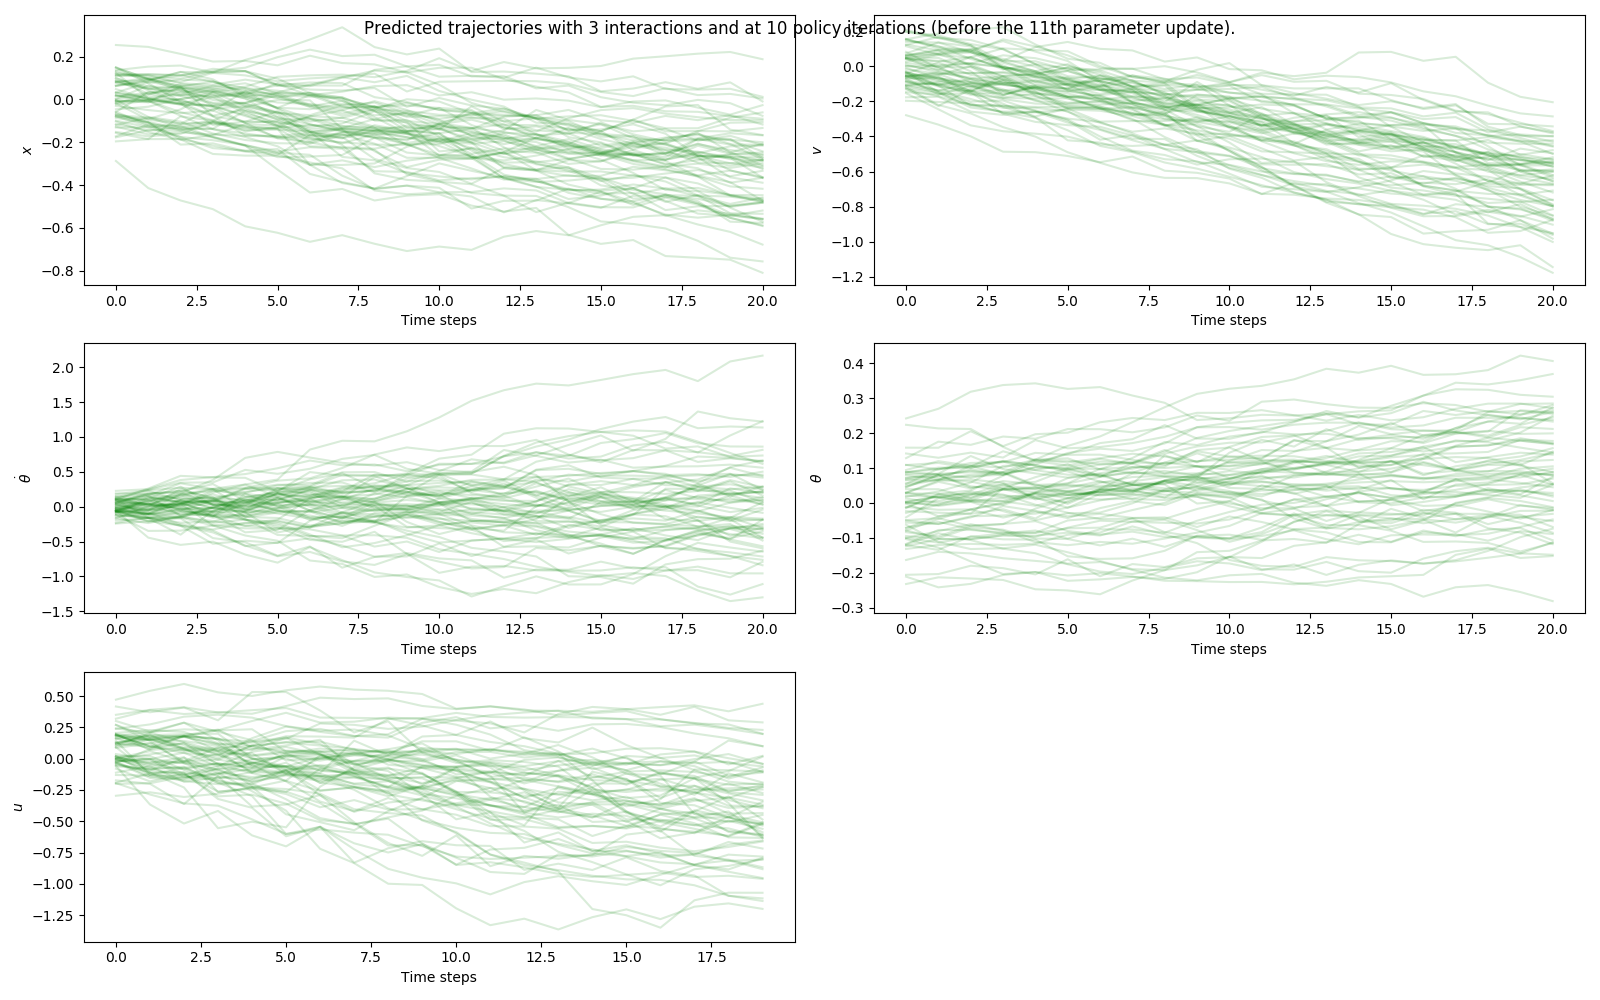 Predicted trajectories with 3 interactions and at 10 policy iterations (before the 11th parameter update).
0.2
0.0
−0.2
−0.4
−0.6
−0.8
x
0.0 2.5 5.0 7.5 10.0 12.5 15.0 17.5 20.0
Time steps
0.2
0.0
−0.2
−0.4
−0.6
−0.8
−1.0
−1.2
v
0.0 2.5 5.0 7.5 10.0 12.5 15.0 17.5 20.0
Time steps
2.0
1.5
1.0
0.5
0.0
−0.5
−1.0
−1.5
θ̇
0.0 2.5 5.0 7.5 10.0 12.5 15.0 17.5 20.0
Time steps
0.4
0.3
0.2
0.1
0.0
−0.1
−0.2
−0.3
θ
0.0 2.5 5.0 7.5 10.0 12.5 15.0 17.5 20.0
Time steps
0.50
0.25
0.00
−0.25
−0.50
−0.75
−1.00
−1.25
u
0.0 2.5 5.0 7.5 10.0 12.5 15.0 17.5
Time steps